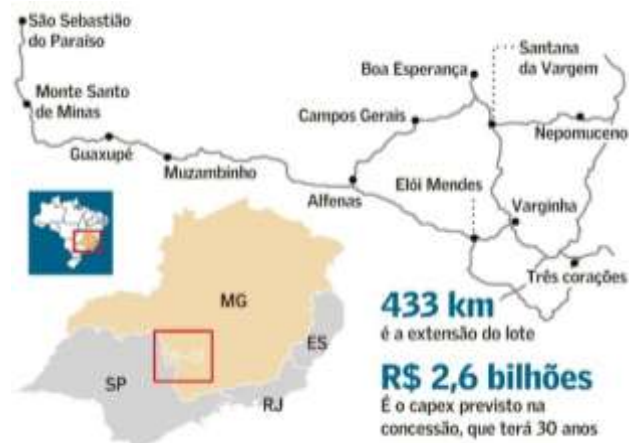 São Sebastião
do Paraíso
Monte Santo
de Minas
Guaxupé
Muzambinho
Alfenas
Campos Gerais
Boa Esperança
Santana
da Vargem
Nepomuceno
Elói Mendes
Varginha
Três corações
MG
ES
SP
RJ
433 km
é a extensão do lote
R$ 2,6 bilhões
É o capex previsto na
concessão, que terá 30 anos